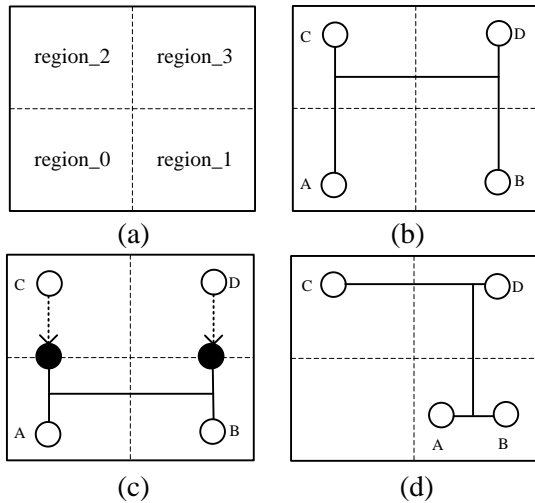 region_2 region_3
region_0 region_1
(a)
C D
A B
(b)
C D
A B
(c)
C D
A B
(d)